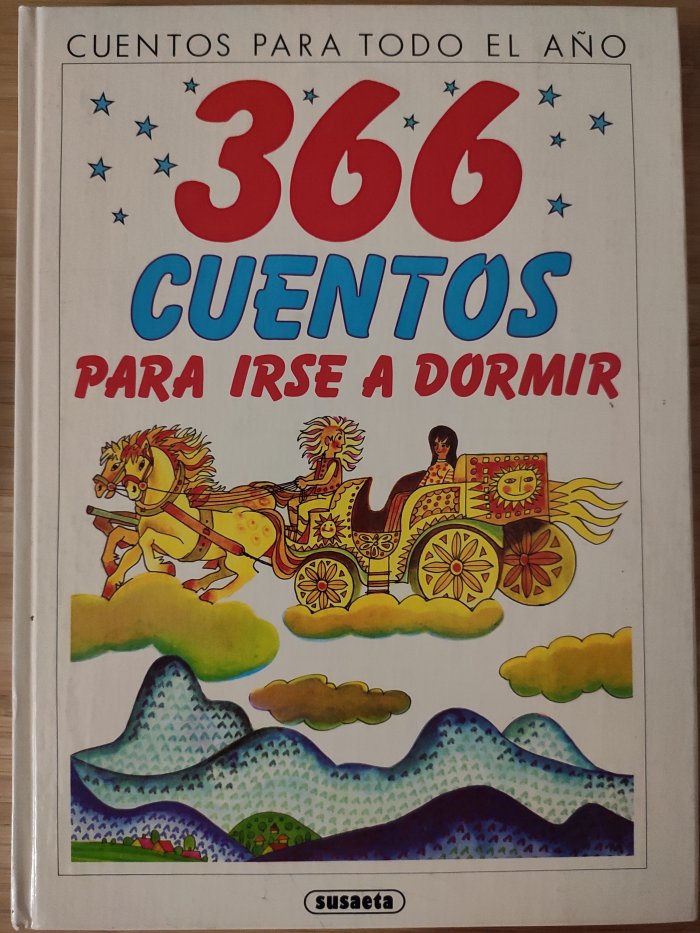 CUENTOS PARA TODO EL AÑO
366
CUENTOS
PARA IRSE A DORMIR
susaeta